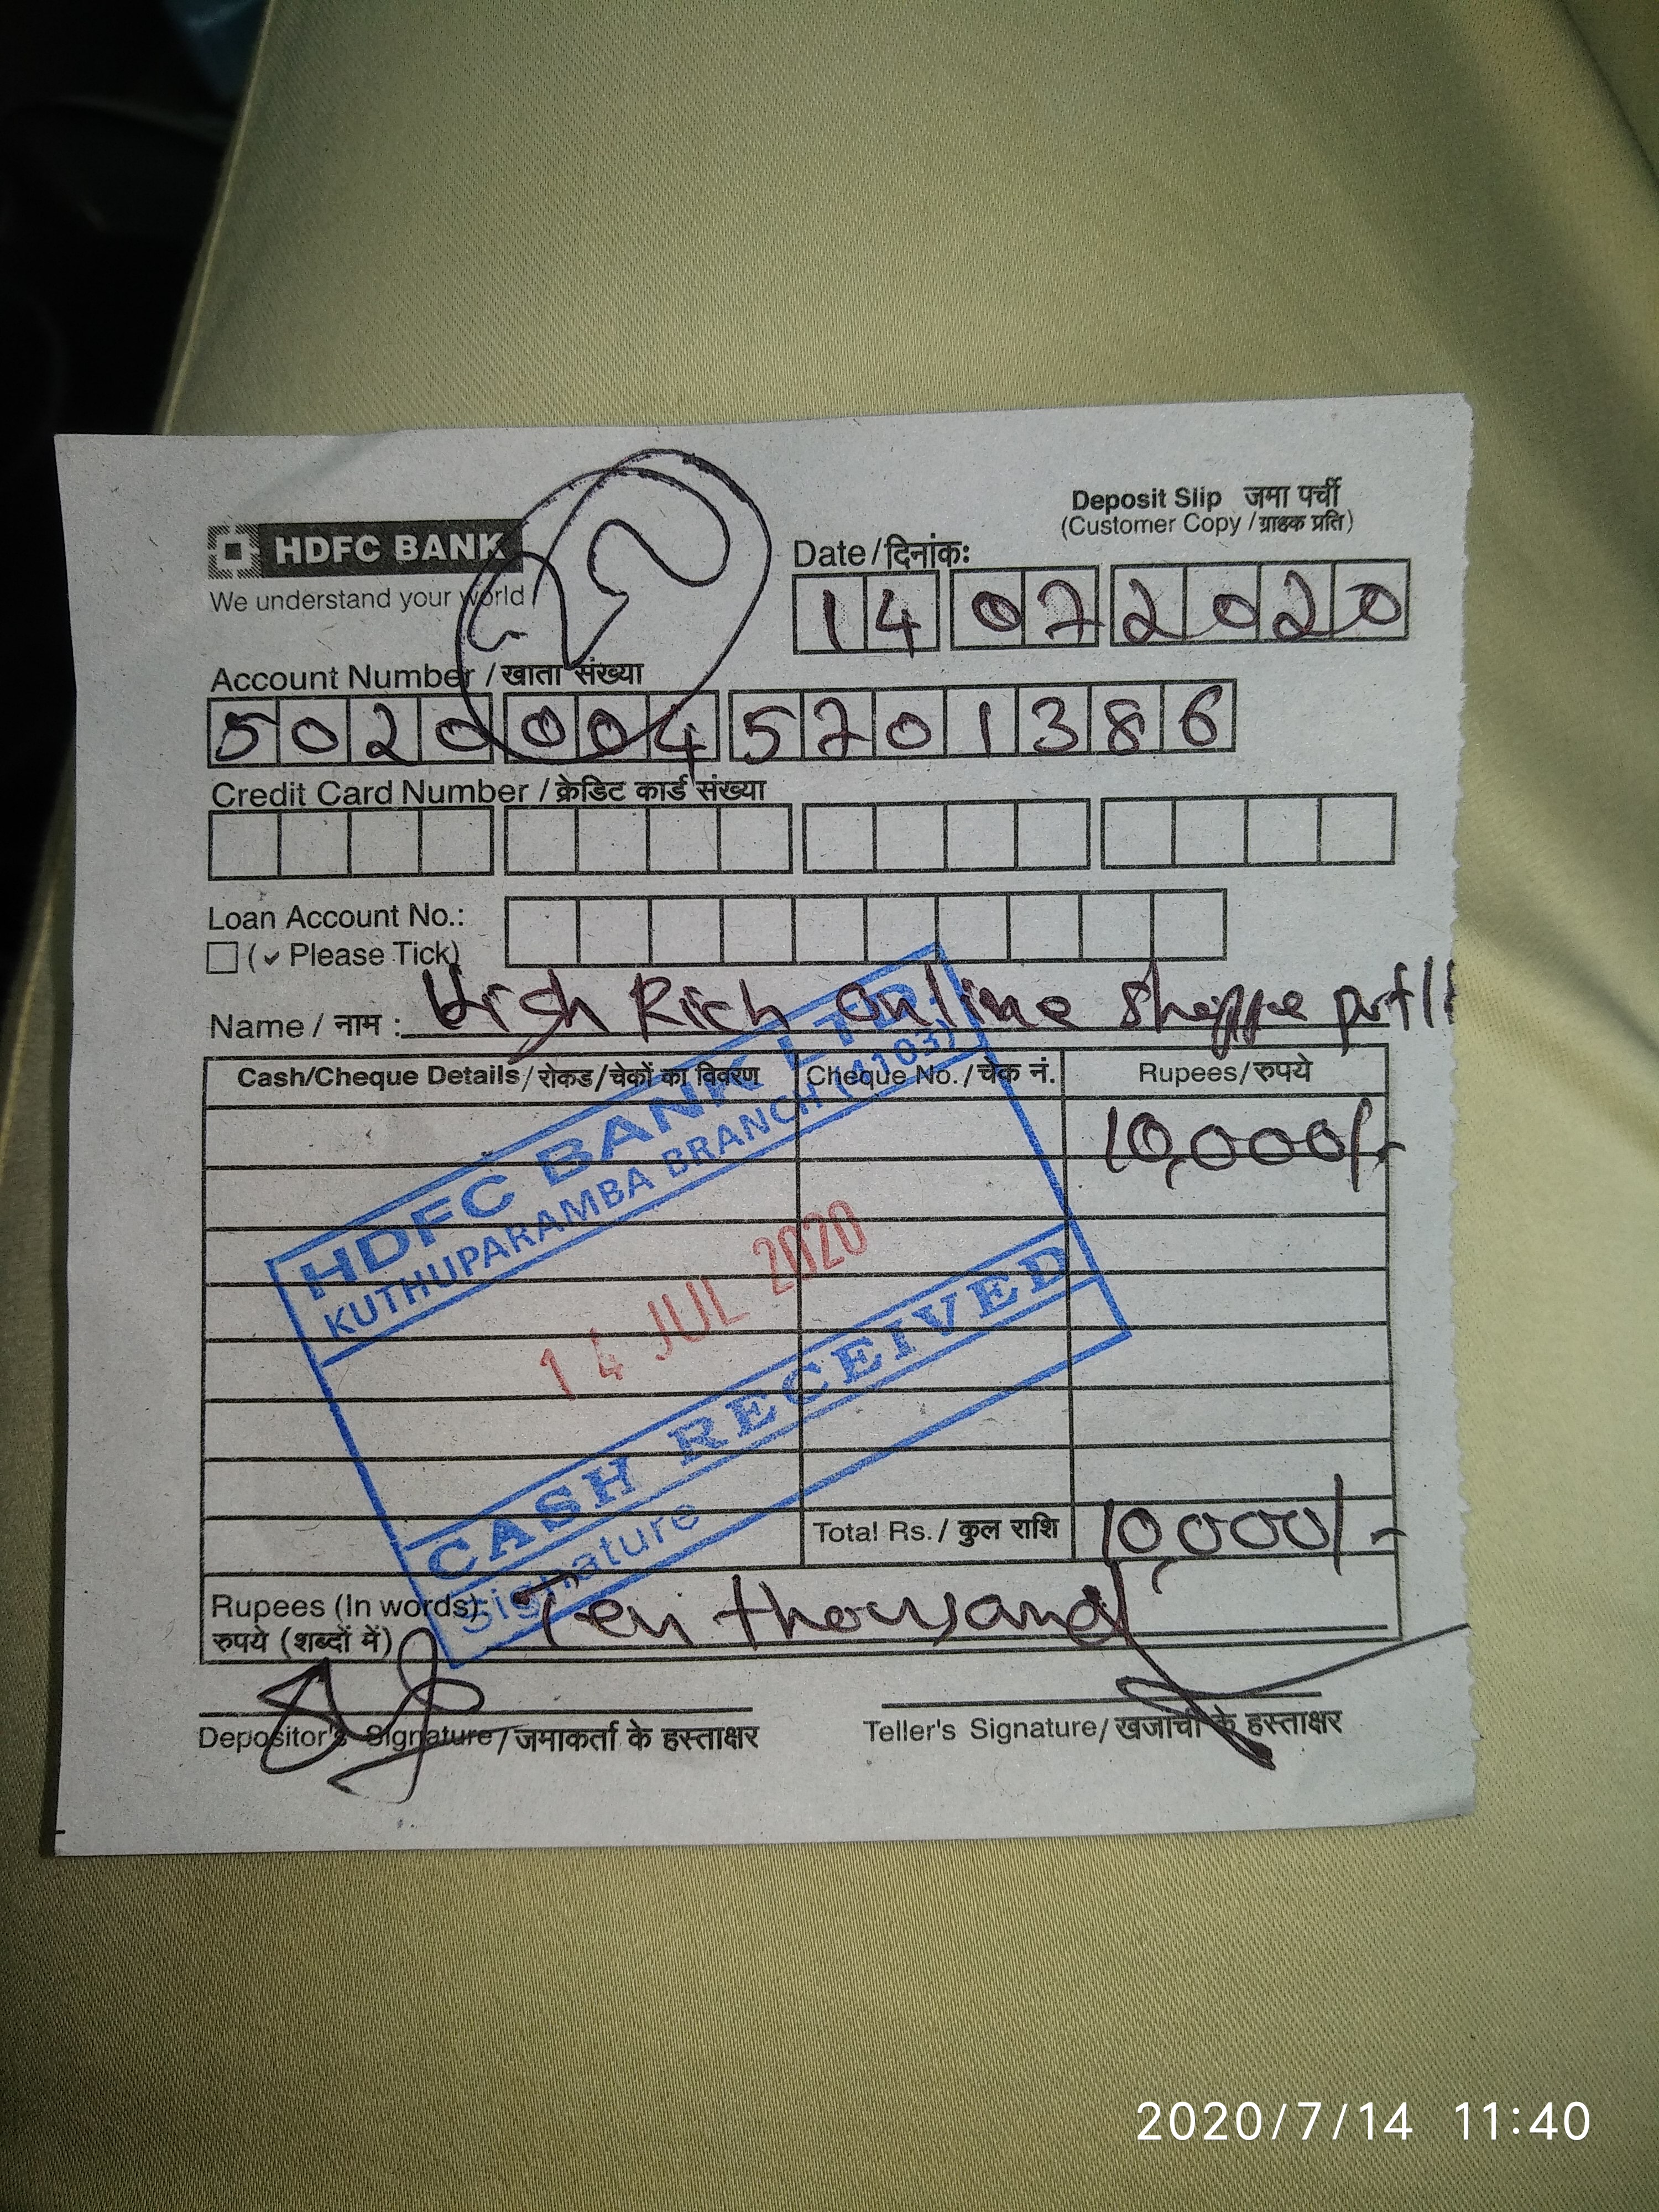 Deposit Slip जमा पर्ची
(Customer Copy / ग्राहक प्रति)
HDFC BANK
We understand your world
Date / दिनांक:
14 07 2020
Account Number / खाता संख्या
50200045201386
Credit Card Number / क्रेडिट कार्ड संख्या
Loan Account No.:
(✓ Please Tick)
Name / नाम : High Rich Online Shoppe
Cash/Cheque Details / रोकड / चेकों का विवरण Cheque No. / चेक नं. Rupees / रुपये
10,000/-
HDFC BANK LTD.
KUTHUPARAMBA BRANCH (4103)
14 JUL 2020
CASH RECEIVED
Signature
Total Rs. / कुल राशि 10,000/-
Rupees (In words): Ten thousand
रुपये (शब्दों में)
Depositor's Signature / जमाकर्ता के हस्ताक्षर Teller's Signature / खजांची के हस्ताक्षर
2020/7/14 11:40